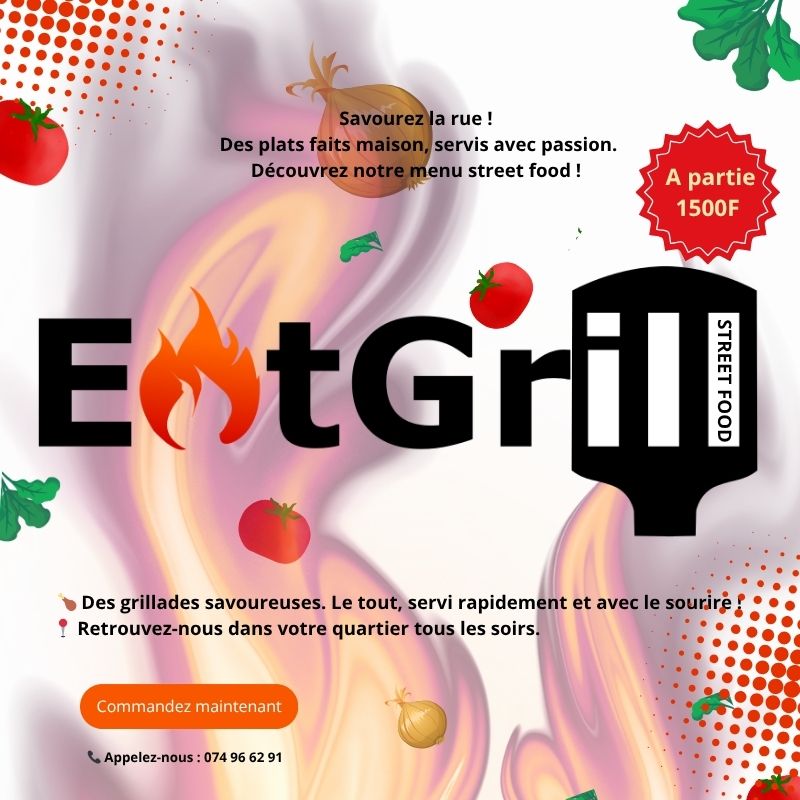 Savourez la rue !
Des plats faits maison, servis avec passion.
Découvrez notre menu street food !
A partie
1500F
EatGrill
STREET FOOD
🍗 Des grillades savoureuses. Le tout, servi rapidement et avec le sourire !
📍 Retrouvez-nous dans votre quartier tous les soirs.
Commandez maintenant
📞 Appelez-nous : 074 96 62 91